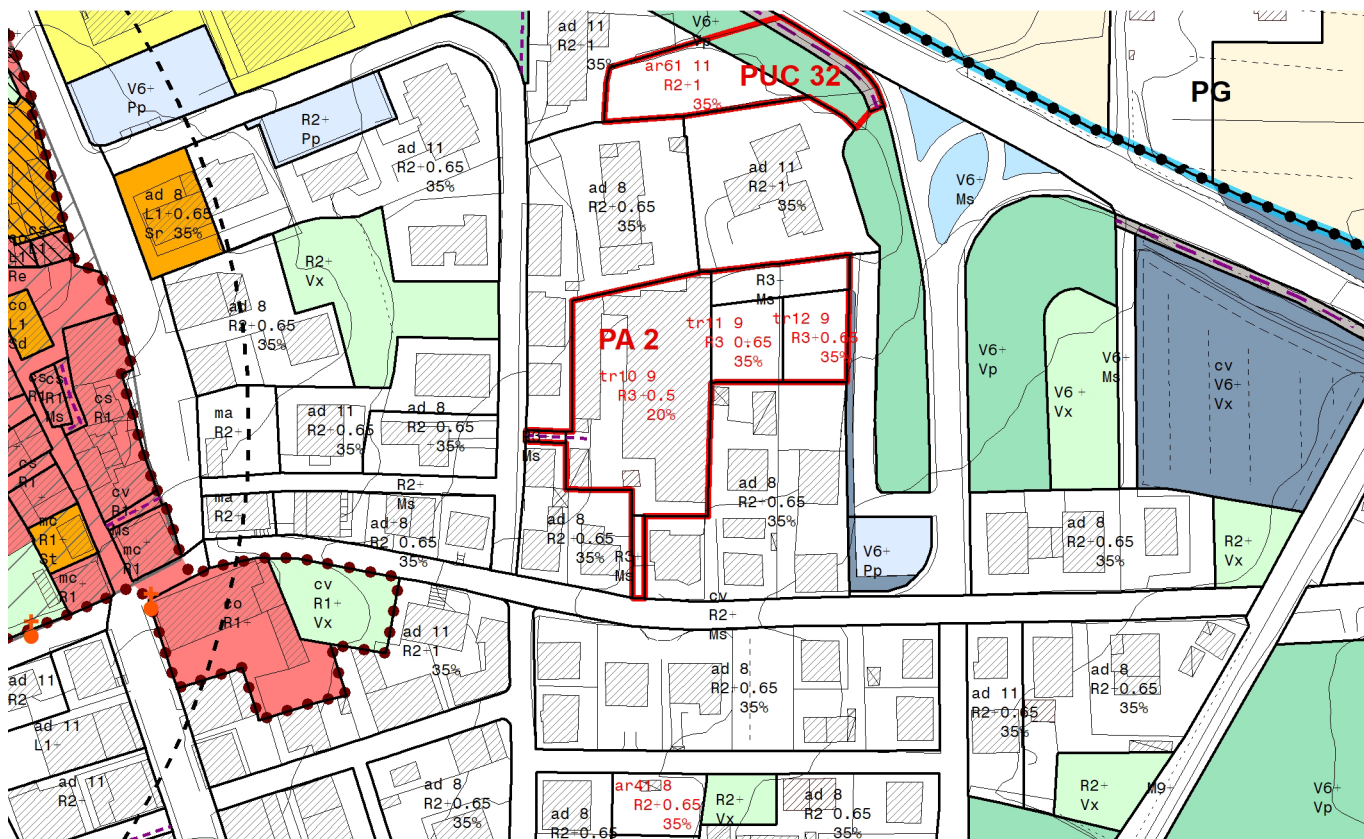 ad 11
R2+1
35%
V6+
Vp
ar61 11
R2+1
35%
PUC 32
PG
V6+
Pp
R2+
Pp
ad 11
R2+0.65
35%
ad 8
L1+0.65
Sr 35%
ad 8
R2+0.65
35%
ad 11
R2+1
35%
V6+
Ms
cs
L1+
L1
Re
R2+
Vx
R3+
Ms
co
L1
Sd
ad 8
R2+0.65
35%
PA 2
tr11 9
R3 0.65
35%
tr12 9
R3+0.65
35%
V6+
Vp
V6+
Ms
cv
V6+
Vx
V6+
Vx
tr10 9
R3+0.5
20%
cs
R1
cs
R1
Ms
cs
R1
ma
R2+
ad 11
R2+0.65
35%
ad 8
R2+0.65
35%
Ms
cs
R1
cv
R1+
Ms
ma
R2+
R2+
Ms
ad 8
R2+0.65
35%
ad 8
R2+0.65
35%
ad 8
R2+0.65
35%
ad 8
R2+0.65
35%
R2+
Vx
mc
R1+
St
mc
R1
mc
R1
R3+
Ms
V6+
Pp
co
R1+
cv
R1+
Vx
cv
R2+
Ms
ad 11
R2+1
35%
ad 8
R2+0.65
35%
ad 11
R2+0.65
35%
ad 8
R2+0.65
35%
ad 11
R2
ad 11
L1+
ad 11
R2+
ad 8
R2+0.65
35%
ad 8
R2+0.65
ar41 8
R2+0.65
35%
R2+
Vx
ad 8
R2+0.65
35%
R2+
Vx
M9+
V6+
Vp